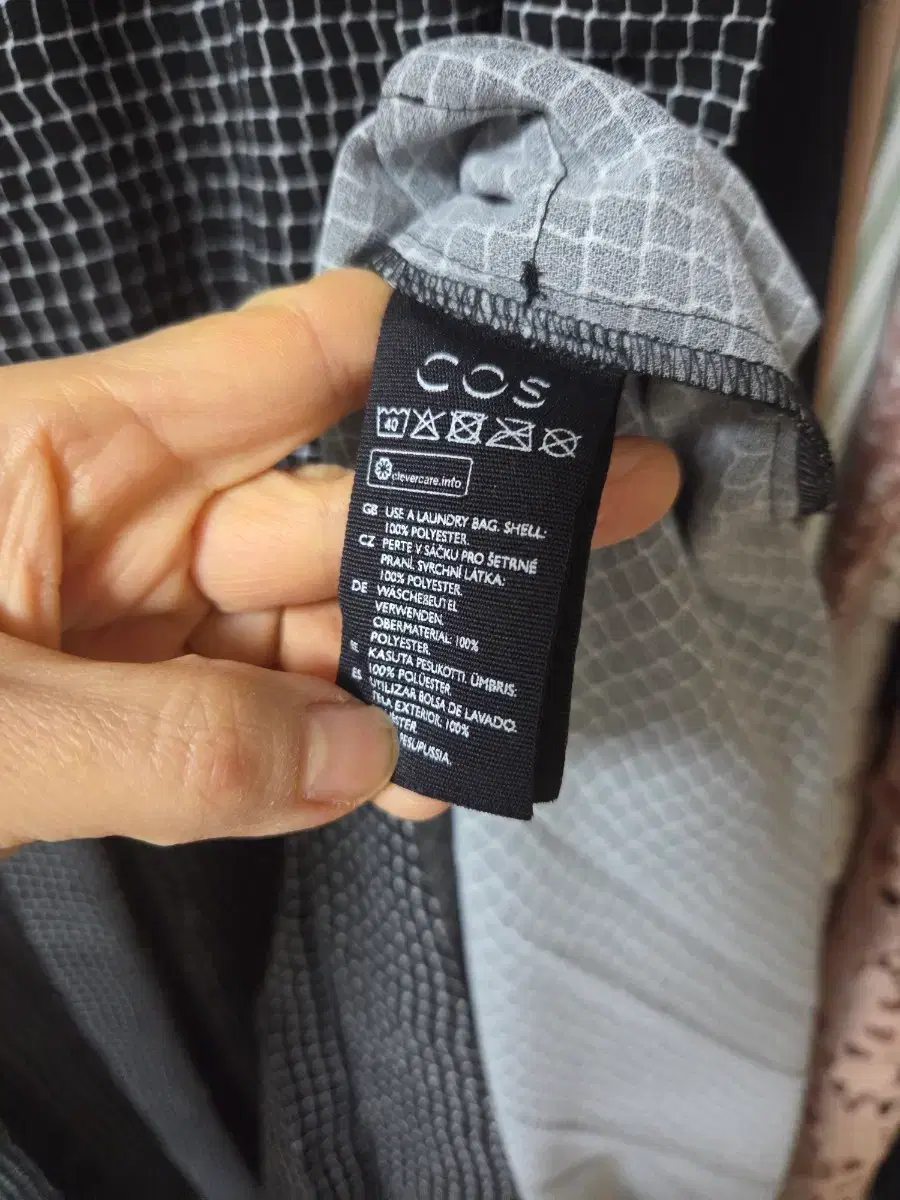 COS
40
clevercare.info
GB USE A LAUNDRY BAG. SHELL:
100% POLYESTER.
CZ PERTE V SÁČKU PRO ŠETRNÉ
PRANÍ. SVRCHNÍ LÁTKA:
100% POLYESTER.
DE WÄSCHEBEUTEL
VERWENDEN.
OBERMATERIAL: 100%
POLYESTER.
KASUTA PESUKOTTI. ÜMBRIS:
100% POLÜESTER.
ES UTILIZAR BOLSA DE LAVADO.
TELA EXTERIOR: 100%
PESUPUSSIA.